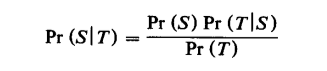 Pr (S|T) = Pr (S) Pr (T|S) / Pr (T)